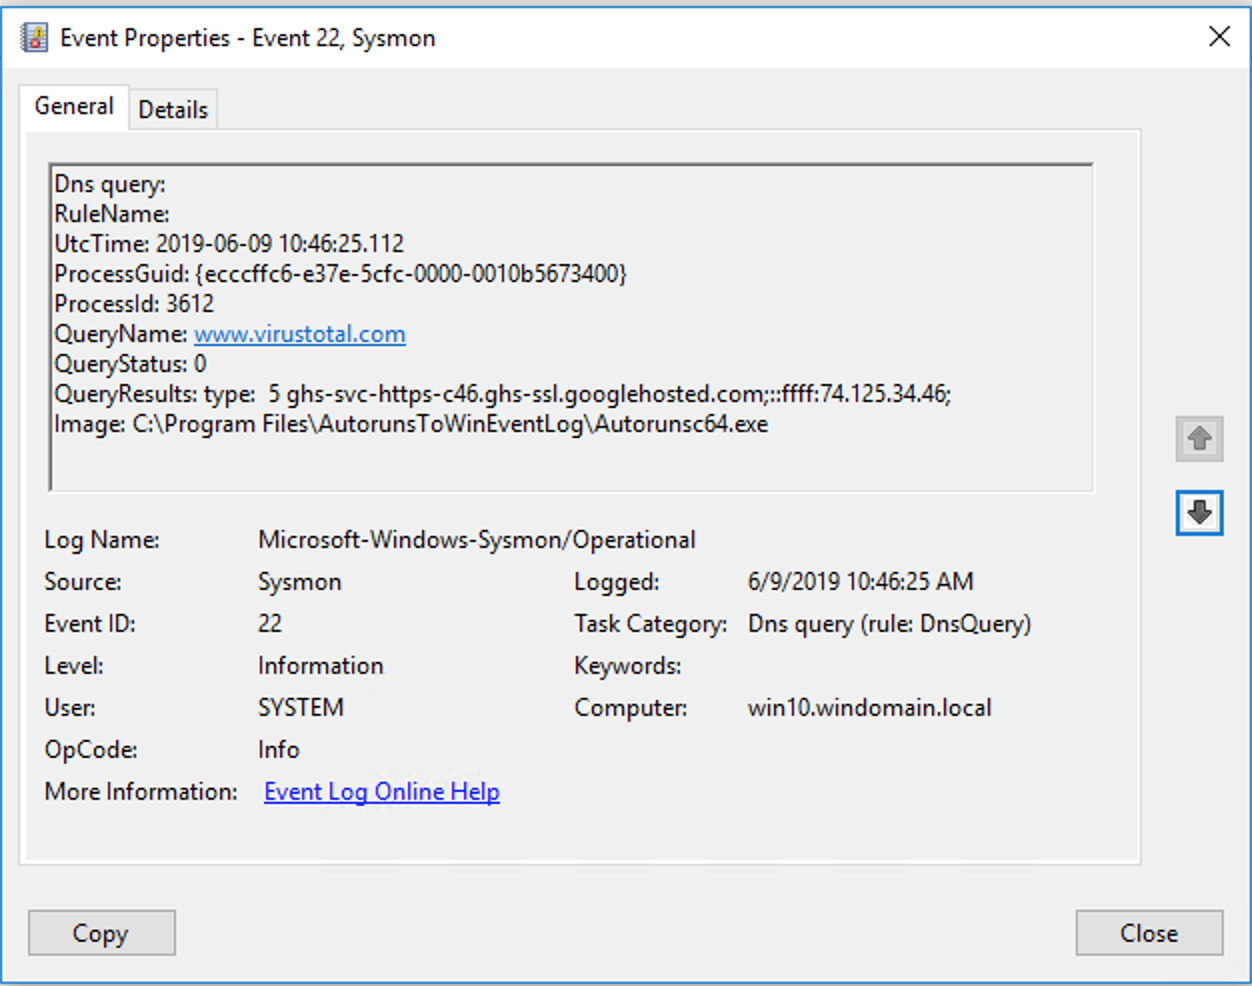 Event Properties - Event 22, Sysmon
General Details
Dns query:
RuleName:
UtcTime: 2019-06-09 10:46:25.112
ProcessGuid: {ecccffc6-e37e-5cfc-0000-0010b5673400}
ProcessId: 3612
QueryName: www.virustotal.com
QueryStatus: 0
QueryResults: type:  5 ghs-svc-https-c46.ghs-ssl.googlehosted.com;::ffff:74.125.34.46;
Image: C:\Program Files\AutorunsToWinEventLog\Autorunsc64.exe
Log Name: Microsoft-Windows-Sysmon/Operational
Source: Sysmon Logged: 6/9/2019 10:46:25 AM
Event ID: 22 Task Category: Dns query (rule: DnsQuery)
Level: Information Keywords:
User: SYSTEM Computer: win10.windomain.local
OpCode: Info
More Information: Event Log Online Help
Copy Close